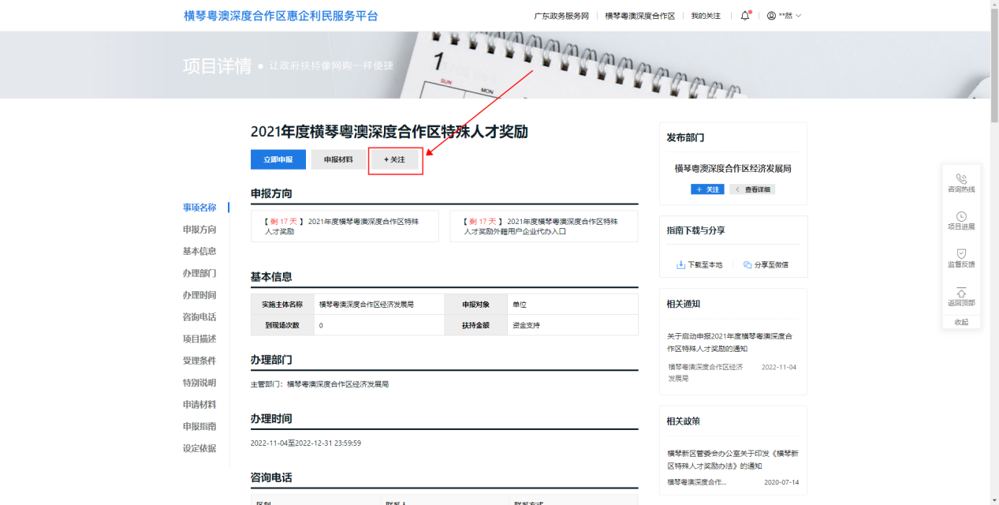 横琴粤澳深度合作区惠企利民服务平台
广东政务服务网 横琴粤澳深度合作区 我的关注 **然
项目详情 • 让政府扶持像网购一样便捷
1
SUN
MON
2021年度横琴粤澳深度合作区特殊人才奖励
立即申报 申报材料 + 关注
事项名称
申报方向
基本信息
办理部门
办理时间
咨询电话
项目描述
受理条件
特别说明
申请材料
申报指南
设定依据
申报方向
【 剩 17 天 】 2021年度横琴粤澳深度合作区特殊
人才奖励
【 剩 17 天 】 2021年度横琴粤澳深度合作区特殊
人才奖励外籍用户企业代办入口
基本信息
实施主体名称 横琴粤澳深度合作区经济发展局 申报对象 单位
到现场次数 0 扶持金额 资金支持
办理部门
主管部门：横琴粤澳深度合作区经济发展局
办理时间
2022-11-04至2022-12-31 23:59:59
咨询电话
区别 联系人 联系方式
发布部门
横琴粤澳深度合作区经济发展局
+ 关注 < 查看详细
指南下载与分享
下载至本地 分享至微信
相关通知
关于启动申报2021年度横琴粤澳深度合
作区特殊人才奖励的通知
横琴粤澳深度合作区经济 2022-11-04
发展局
相关政策
横琴新区管委会办公室关于印发《横琴新
区特殊人才奖励办法》的通知
横琴粤澳深度合作... 2020-07-14
咨询热线
项目进展
监督反馈
返回顶部
收起